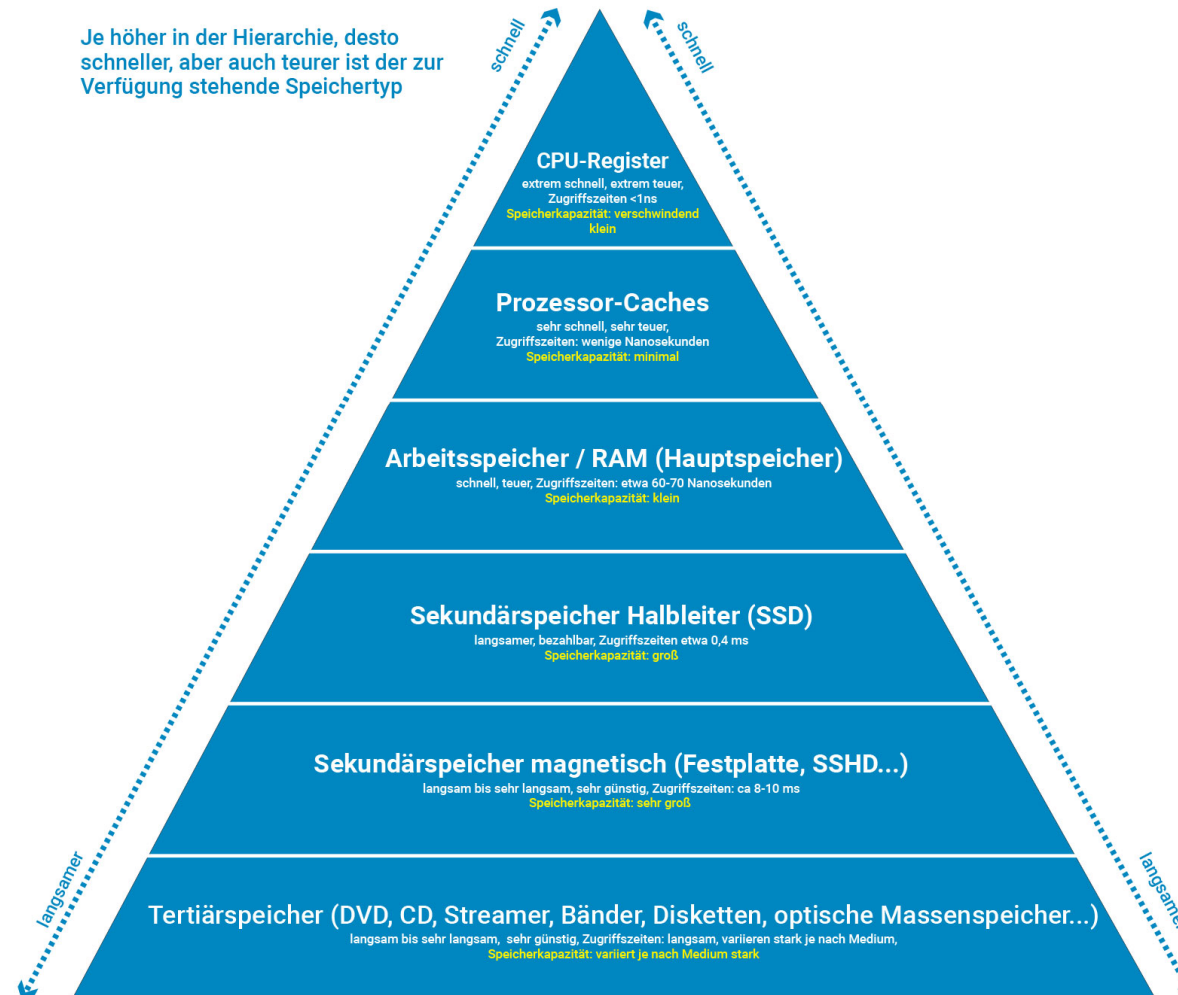 Je höher in der Hierarchie, desto
schneller, aber auch teurer ist der zur
Verfügung stehende Speichertyp
schnell
schnell
CPU-Register
extrem schnell, extrem teuer,
Zugriffszeiten <1ns
Speicherkapazität: verschwindend
klein
Prozessor-Caches
sehr schnell, sehr teuer,
Zugriffszeiten: wenige Nanosekunden
Speicherkapazität: minimal
Arbeitsspeicher / RAM (Hauptspeicher)
schnell, teuer, Zugriffszeiten: etwa 60-70 Nanosekunden
Speicherkapazität: klein
Sekundärspeicher Halbleiter (SSD)
langsamer, bezahlbar, Zugriffszeiten etwa 0,4 ms
Speicherkapazität: groß
Sekundärspeicher magnetisch (Festplatte, SSHD...)
langsam bis sehr langsam, sehr günstig, Zugriffszeiten: ca 8-10 ms
Speicherkapazität: sehr groß
langsamer
langsamer
Tertiärspeicher (DVD, CD, Streamer, Bänder, Disketten, optische Massenspeicher...)
langsam bis sehr langsam, sehr günstig, Zugriffszeiten: langsam, variieren stark je nach Medium,
Speicherkapazität: variiert je nach Medium stark